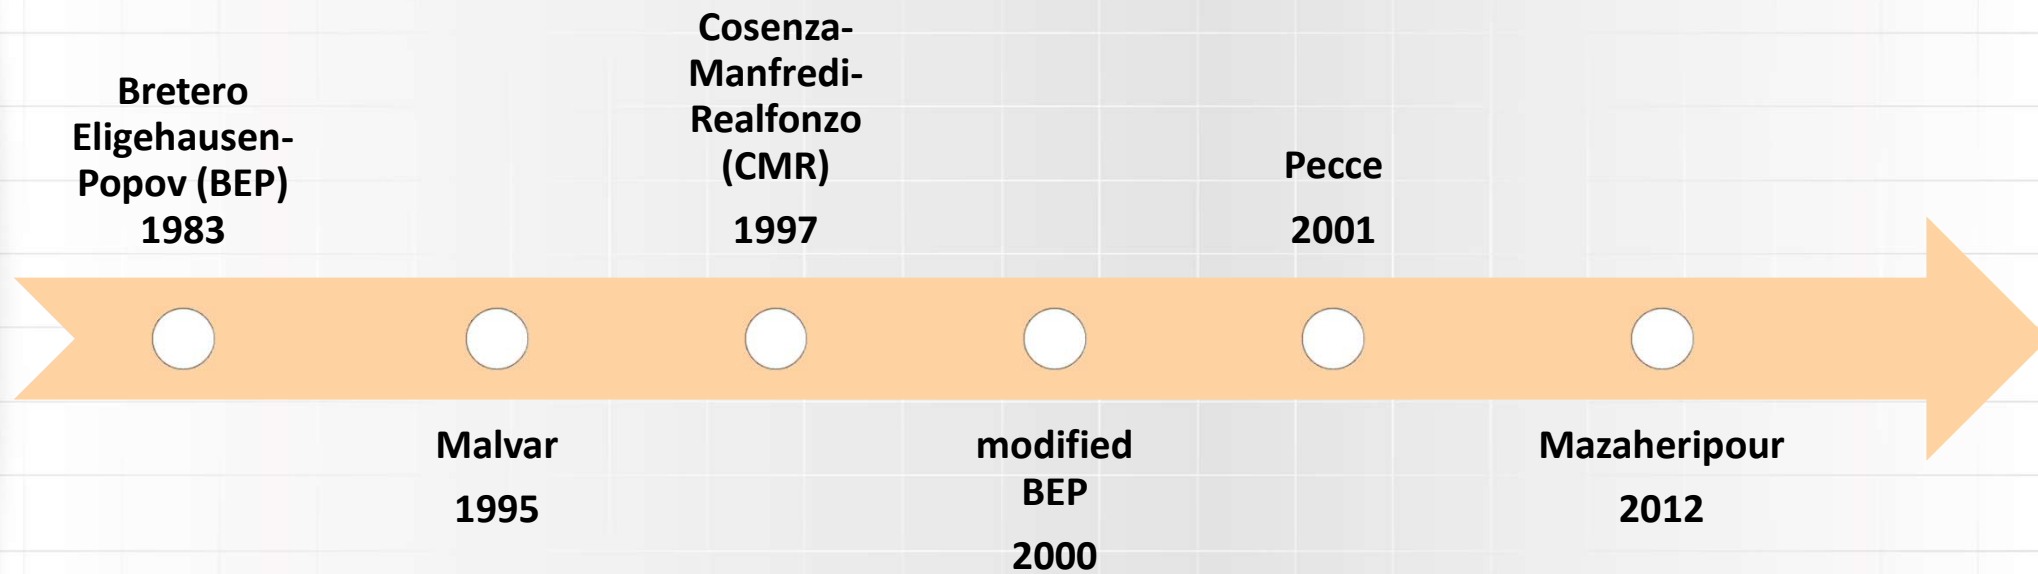 Bretero
Eligehausen-
Popov (BEP)
1983
Malvar
1995
Cosenza-
Manfredi-
Realfonzo
(CMR)
1997
modified
BEP
2000
Pecce
2001
Mazaheripour
2012